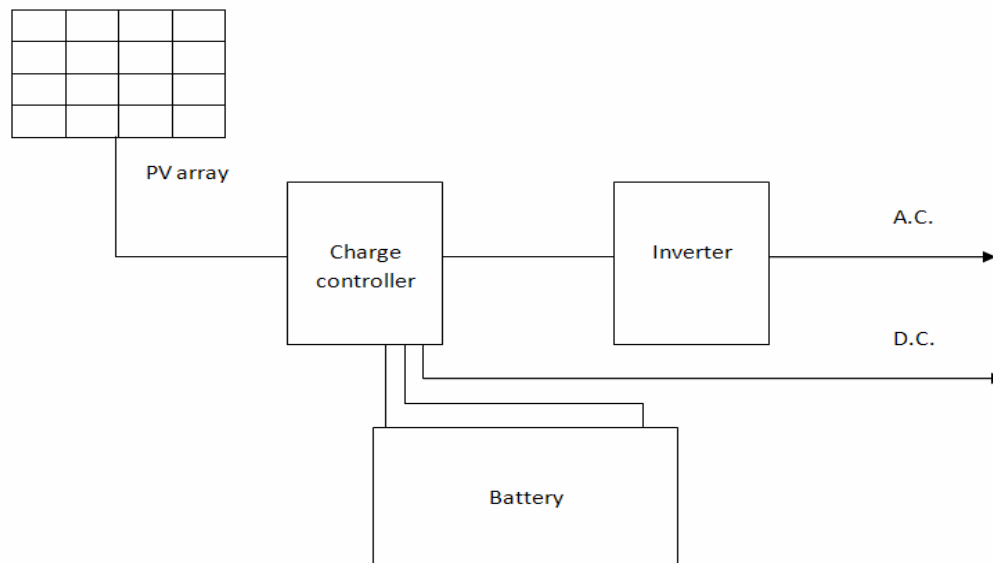 PV array
Charge
controller
Inverter
A.C.
D.C.
Battery